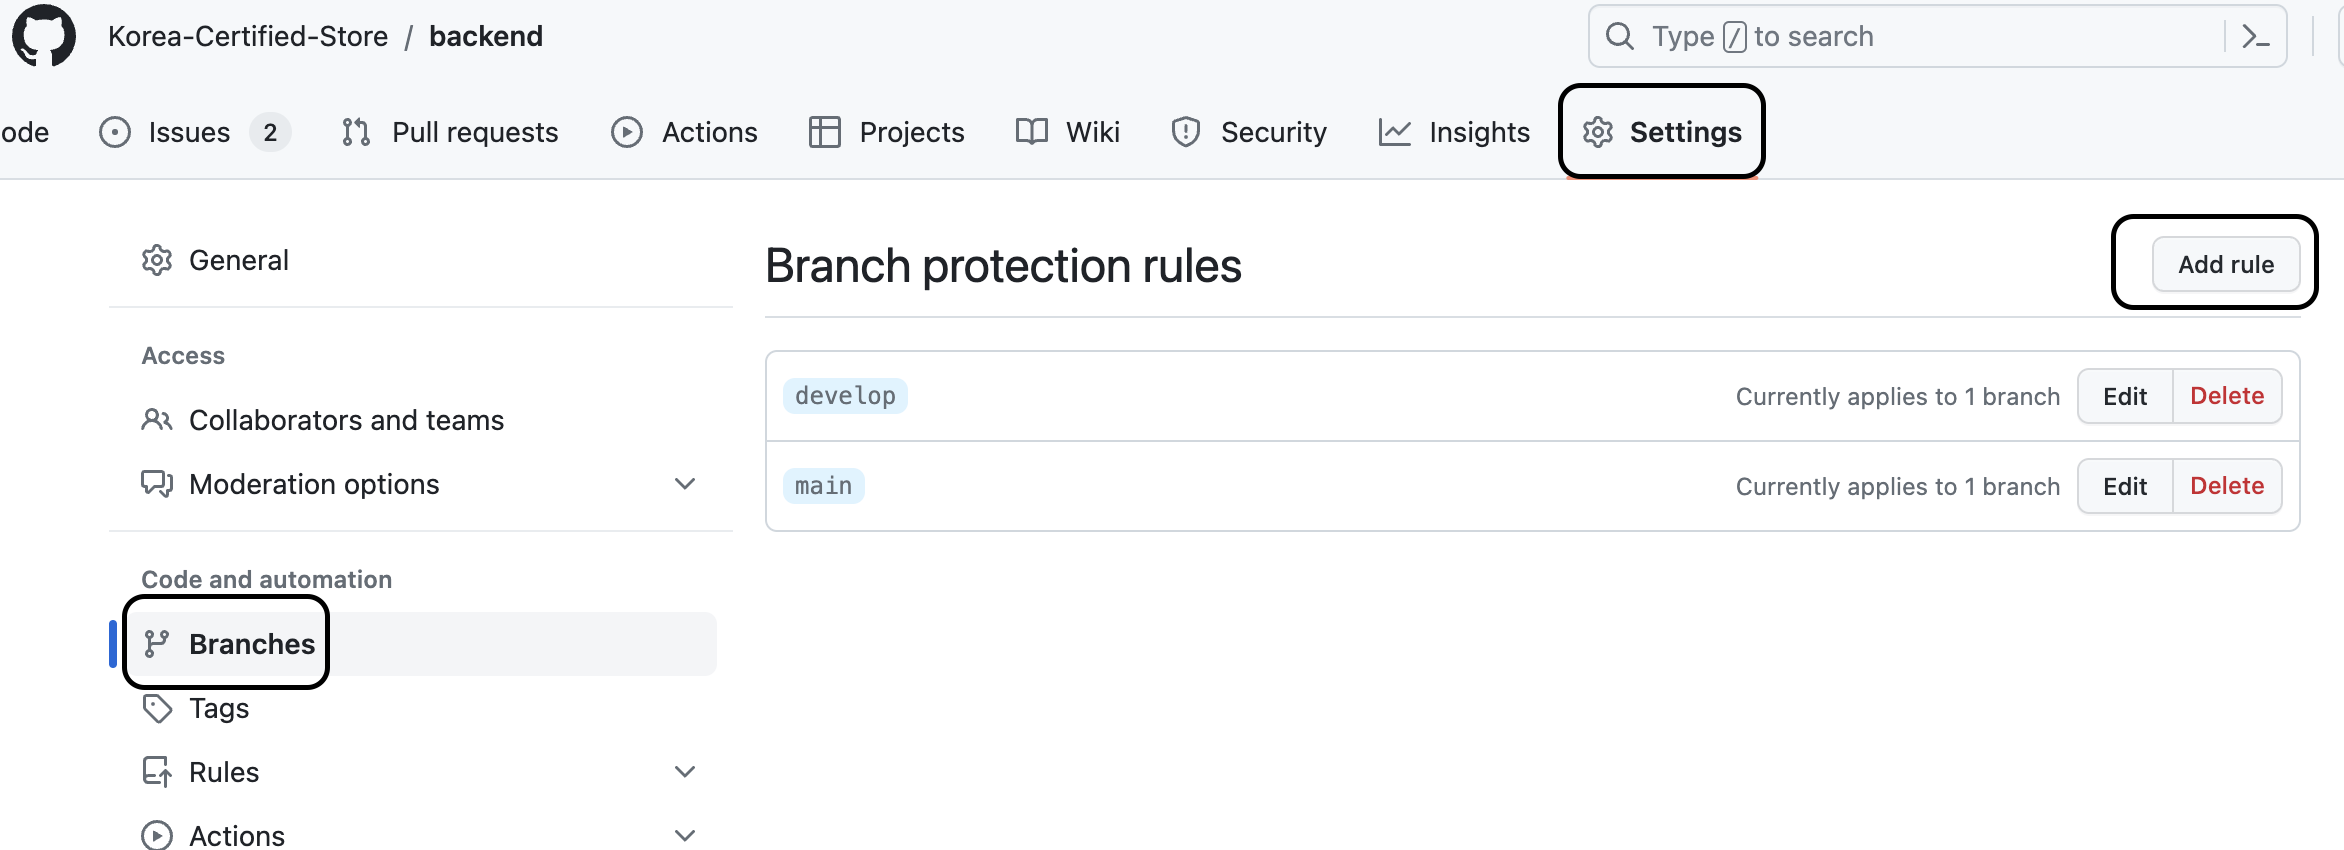 Korea-Certified-Store / backend
Type / to search
ode Issues 2 Pull requests Actions Projects Wiki Security Insights Settings
General
Access
Collaborators and teams
Moderation options
Code and automation
Branches
Tags
Rules
Actions
Branch protection rules
Add rule
develop Currently applies to 1 branch Edit Delete
main Currently applies to 1 branch Edit Delete